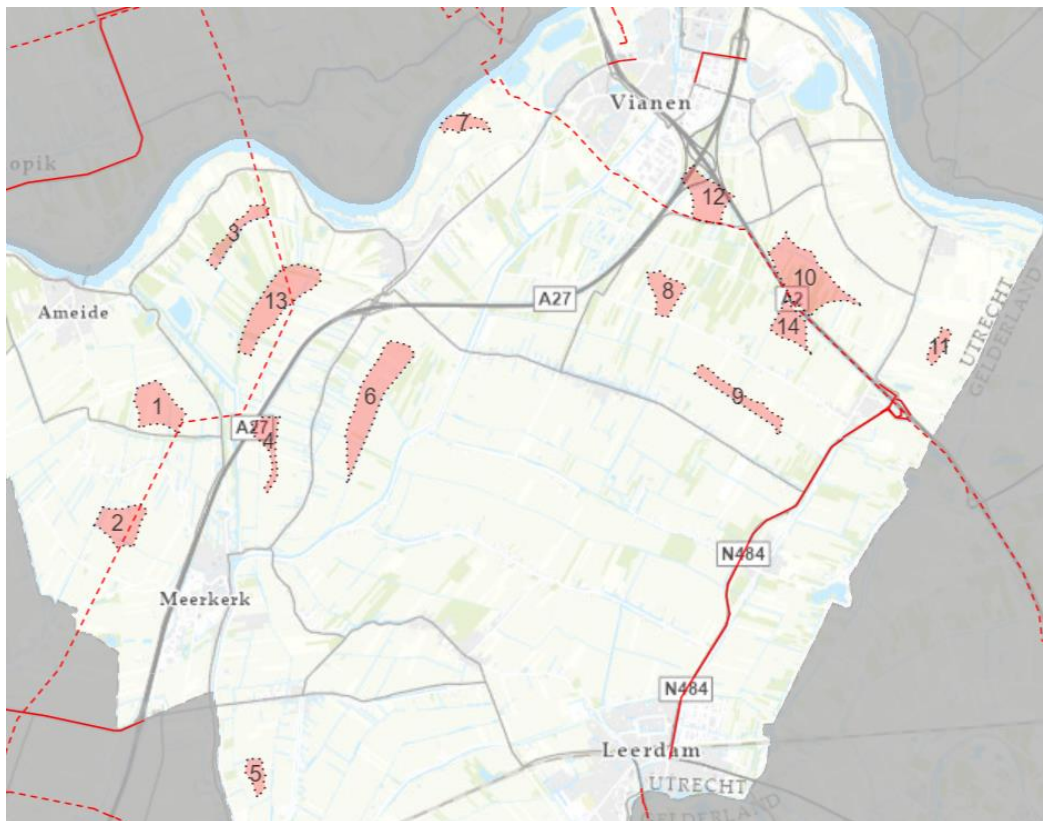 Vianen
7
opik
12
3
UTRECHT
GELDERLAND
10
13
8
A27
A2
Ameide
14
11
6
9
1
A27
4
2
N484
Meerkerk
N484
Leerdam
5
UTRECHT
GELDERLAND